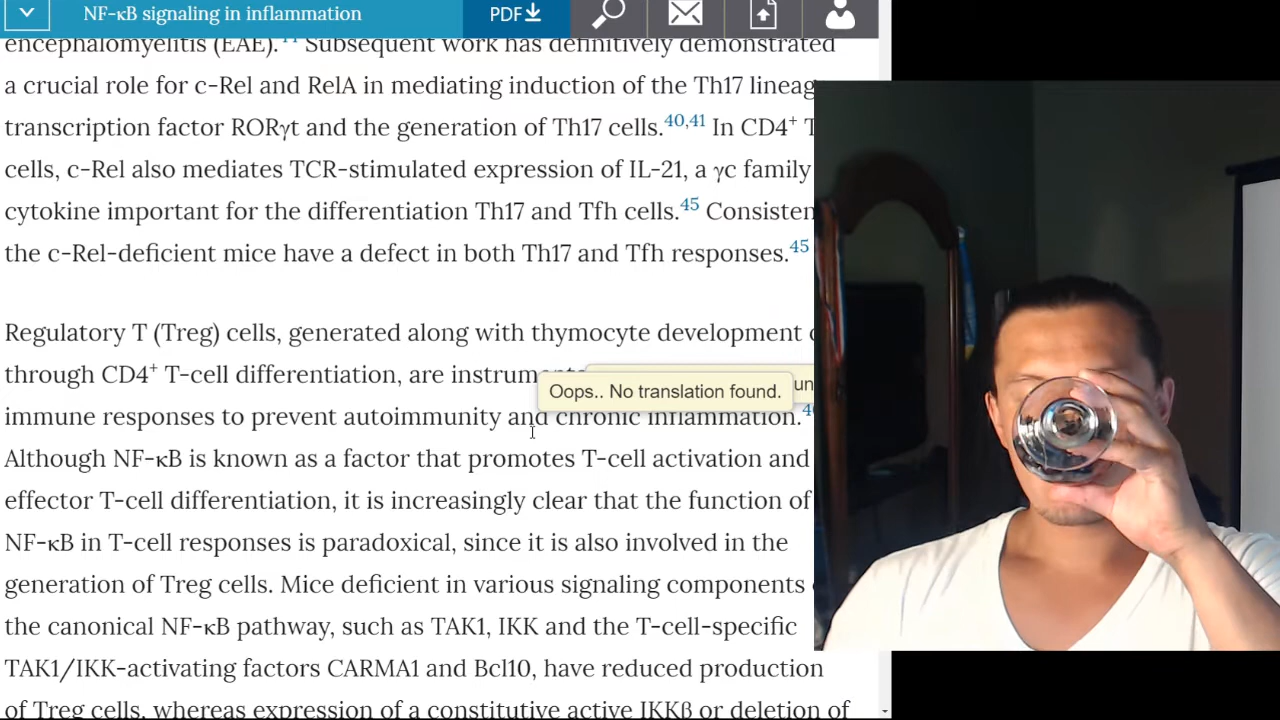 NF-κB signaling in inflammation
PDF
encephalomyelitis (EAE). Subsequent work has definitively demonstrated
a crucial role for c-Rel and RelA in mediating induction of the Th17
transcription factor RORγt and the generation of Th17 cells.40,41 In CD4+ T
cells, c-Rel also mediates TCR-stimulated expression of IL-21, a γc family
cytokine important for the differentiation Th17 and Tfh cells.45
the c-Rel-deficient mice have a defect in both Th17 and Tfh responses.45
Regulatory T (Treg) cells, generated along with thymocyte development
through CD4+ T-cell differentiation, are
Oops.. No translation found.
immune responses to prevent autoimmunity and chronic inflammation.
Although NF-κB is known as a factor that promotes T-cell activation and
effector T-cell differentiation, it is increasingly clear that the function of
NF-κB in T-cell responses is paradoxical, since it is also involved in the
generation of Treg cells. Mice deficient in various signaling components
the canonical NF-κB pathway, such as TAK1, IKK and the T-cell-specific
TAK1/IKK-activating factors CARMA1 and Bcl10, have reduced production
of Treg cells, whereas expression of a constitutive active IKKβ or deletion of